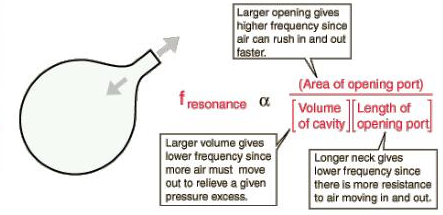 Larger opening gives
higher frequency since
air can rush in and out
faster.
f resonance α
(Area of opening port)
[Volume of cavity] [Length of opening port]
Larger volume gives
lower frequency since
more air must move
out to relieve a given
pressure excess.
Longer neck gives
lower frequency since
there is more resistance
to air moving in and out.